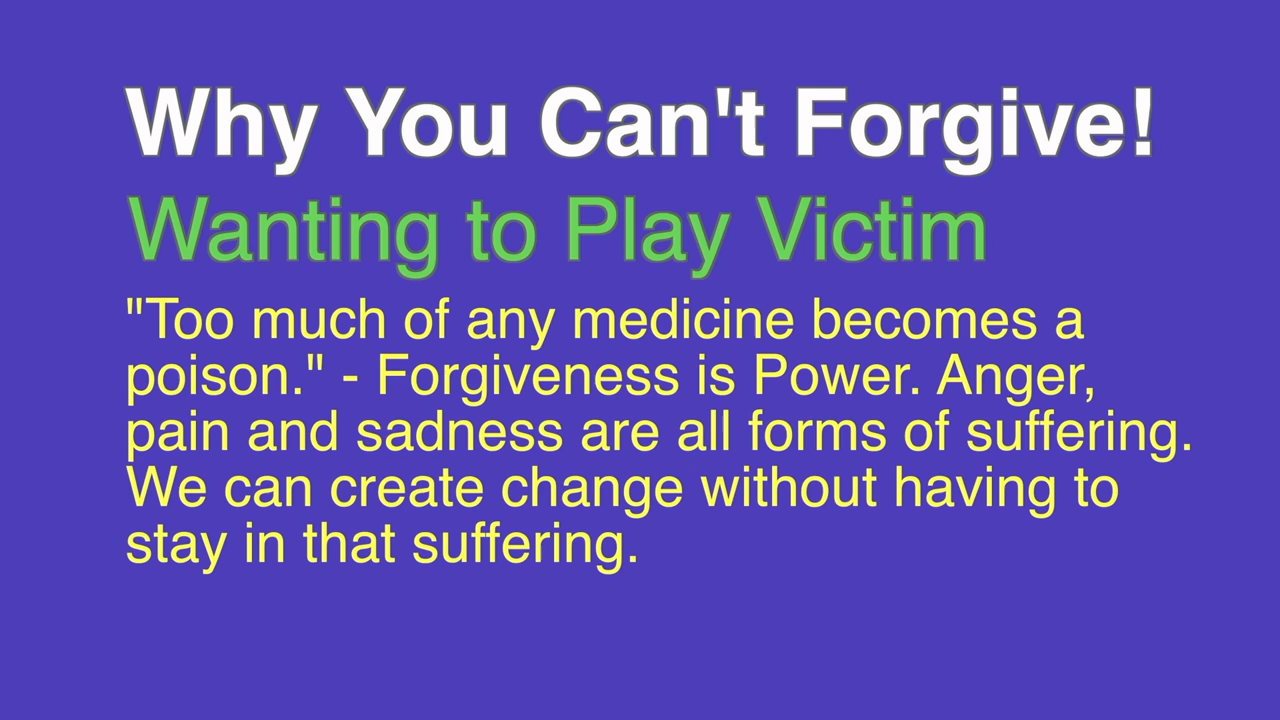 Why You Can't Forgive!
Wanting to Play Victim
"Too much of any medicine becomes a
poison." - Forgiveness is Power. Anger,
pain and sadness are all forms of suffering.
We can create change without having to
stay in that suffering.